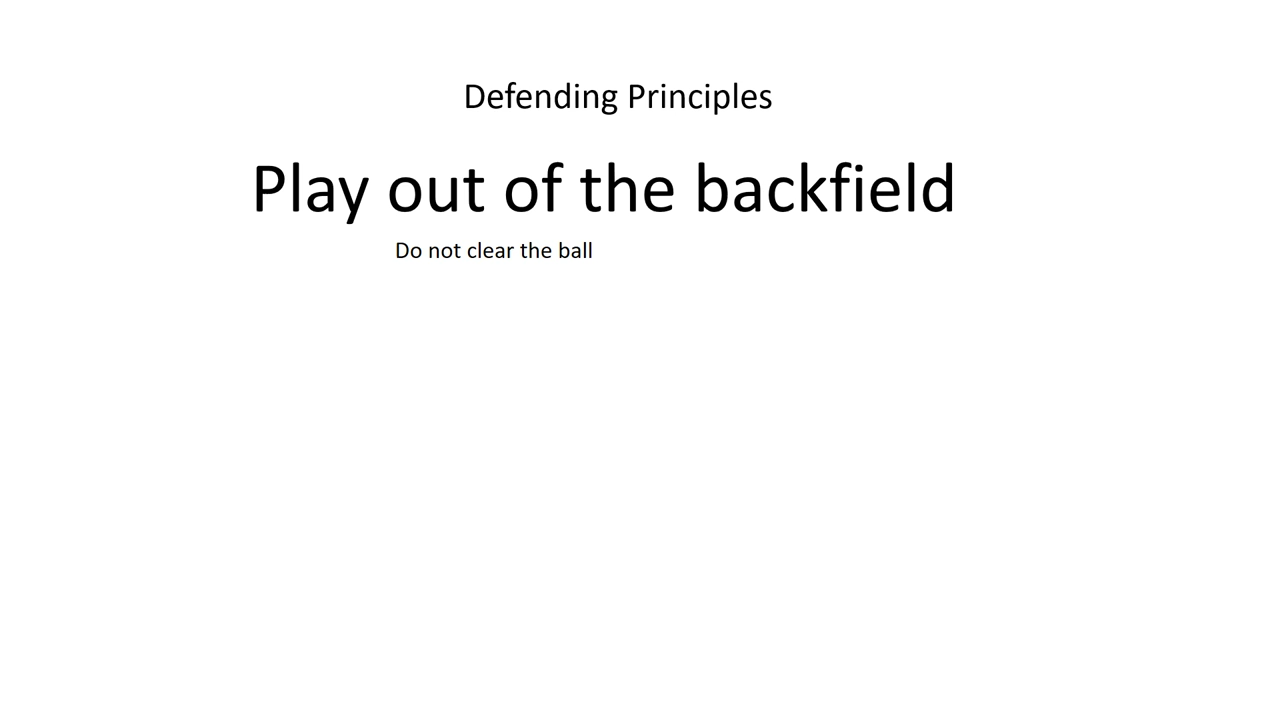 Defending Principles
Play out of the backfield
Do not clear the ball